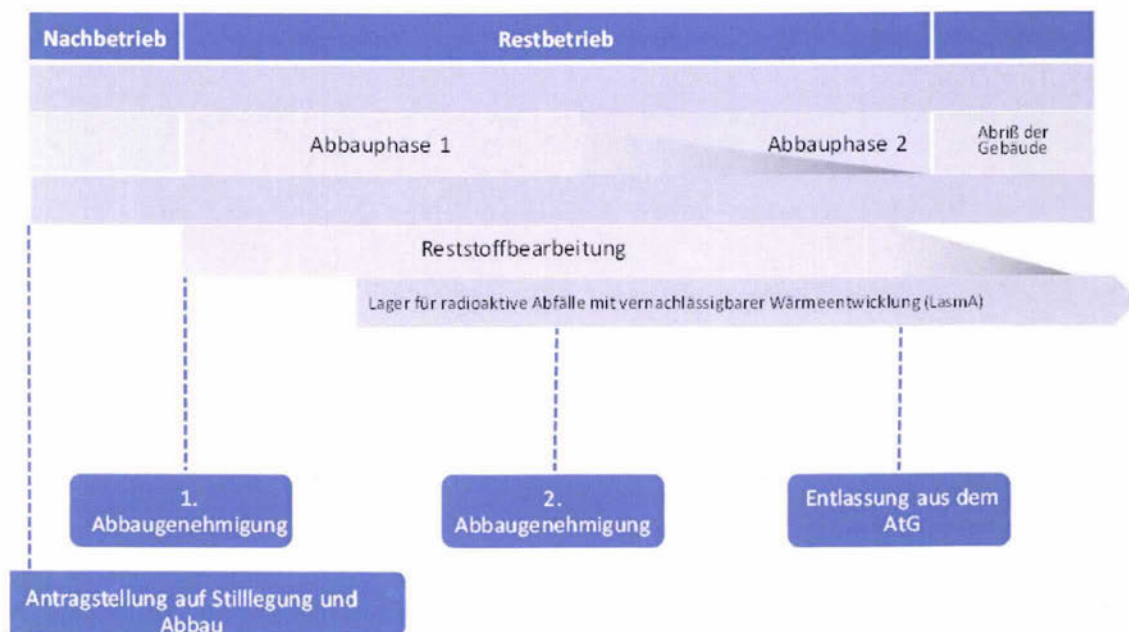 Nachbetrieb
Restbetrieb
Abbauphase 1
Abbauphase 2
Abriß der
Gebäude
Reststoffbearbeitung
Lager für radioaktive Abfälle mit vernachlässigbarer Wärmeentwicklung (LasmA)
1.
Abbaugenehmigung
2.
Abbaugenehmigung
Entlassung aus dem
AtG
Antragstellung auf Stilllegung und
Abbau